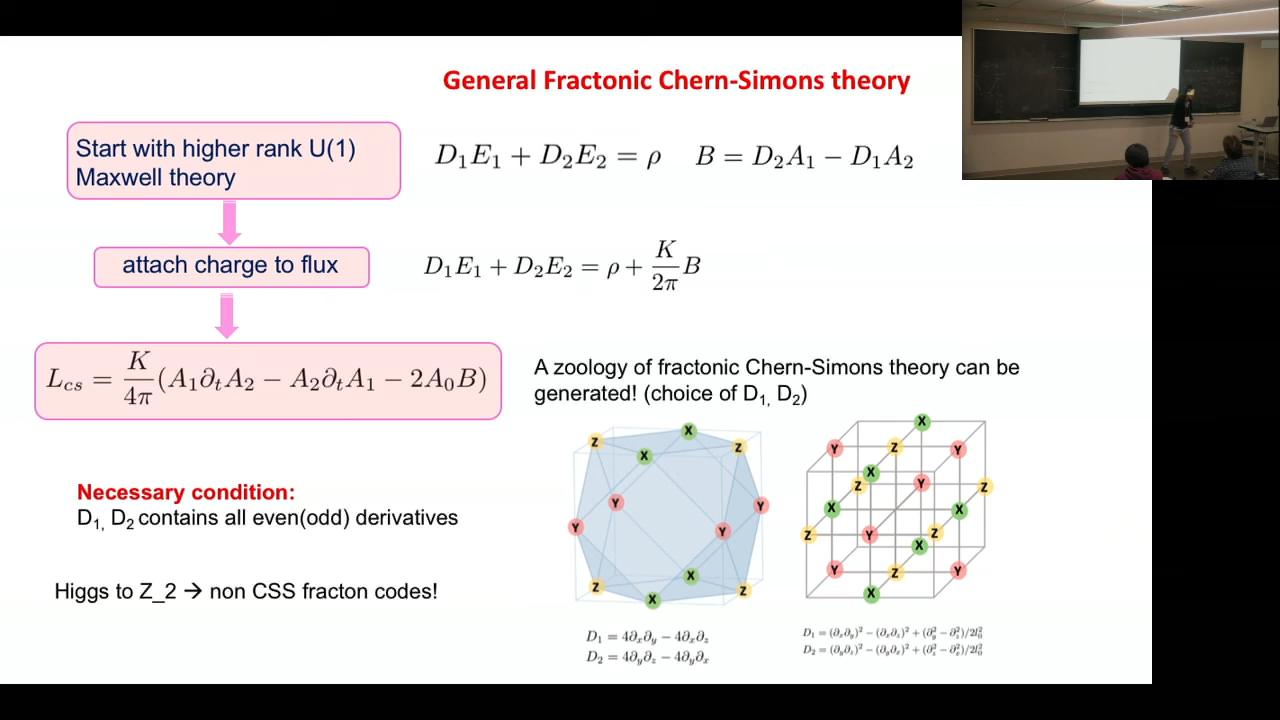 General Fractonic Chern-Simons theory
Start with higher rank U(1)
Maxwell theory
D₁E₁ + D₂E₂ = ρ   B = D₂A₁ − D₁A₂
attach charge to flux
D₁E₁ + D₂E₂ = ρ + K/2π B
L_cs = K/4π (A₁∂ₜA₂ − A₂∂ₜA₁ − 2A₀B)
A zoology of fractonic Chern-Simons theory can be
generated! (choice of D₁, D₂)
X
Z
Z
X
Y
Y
Y
Y
X
Z
Z
X
X
Y
Z
Y
X
Z
Y
Z
X
X
Z
Y
Z
X
Y
Z
Y
X
Necessary condition:
D₁, D₂ contains all even(odd) derivatives
Higgs to Z_2 → non CSS fracton codes!
D₁ = 4∂ₓ∂ᵧ − 4∂ₓ∂_z
D₂ = 4∂ᵧ∂_z − 4∂ᵧ∂ₓ